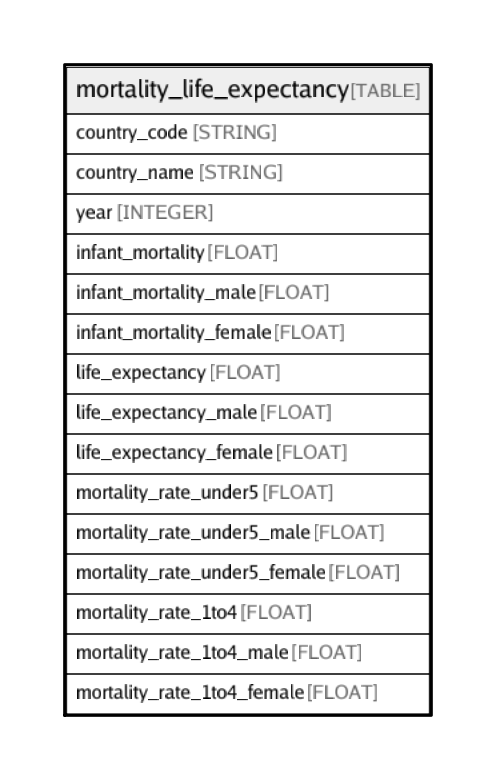 mortality_life_expectancy[TABLE]
country_code [STRING]
country_name [STRING]
year [INTEGER]
infant_mortality [FLOAT]
infant_mortality_male [FLOAT]
infant_mortality_female [FLOAT]
life_expectancy [FLOAT]
life_expectancy_male [FLOAT]
life_expectancy_female [FLOAT]
mortality_rate_under5 [FLOAT]
mortality_rate_under5_male [FLOAT]
mortality_rate_under5_female [FLOAT]
mortality_rate_1to4 [FLOAT]
mortality_rate_1to4_male [FLOAT]
mortality_rate_1to4_female [FLOAT]